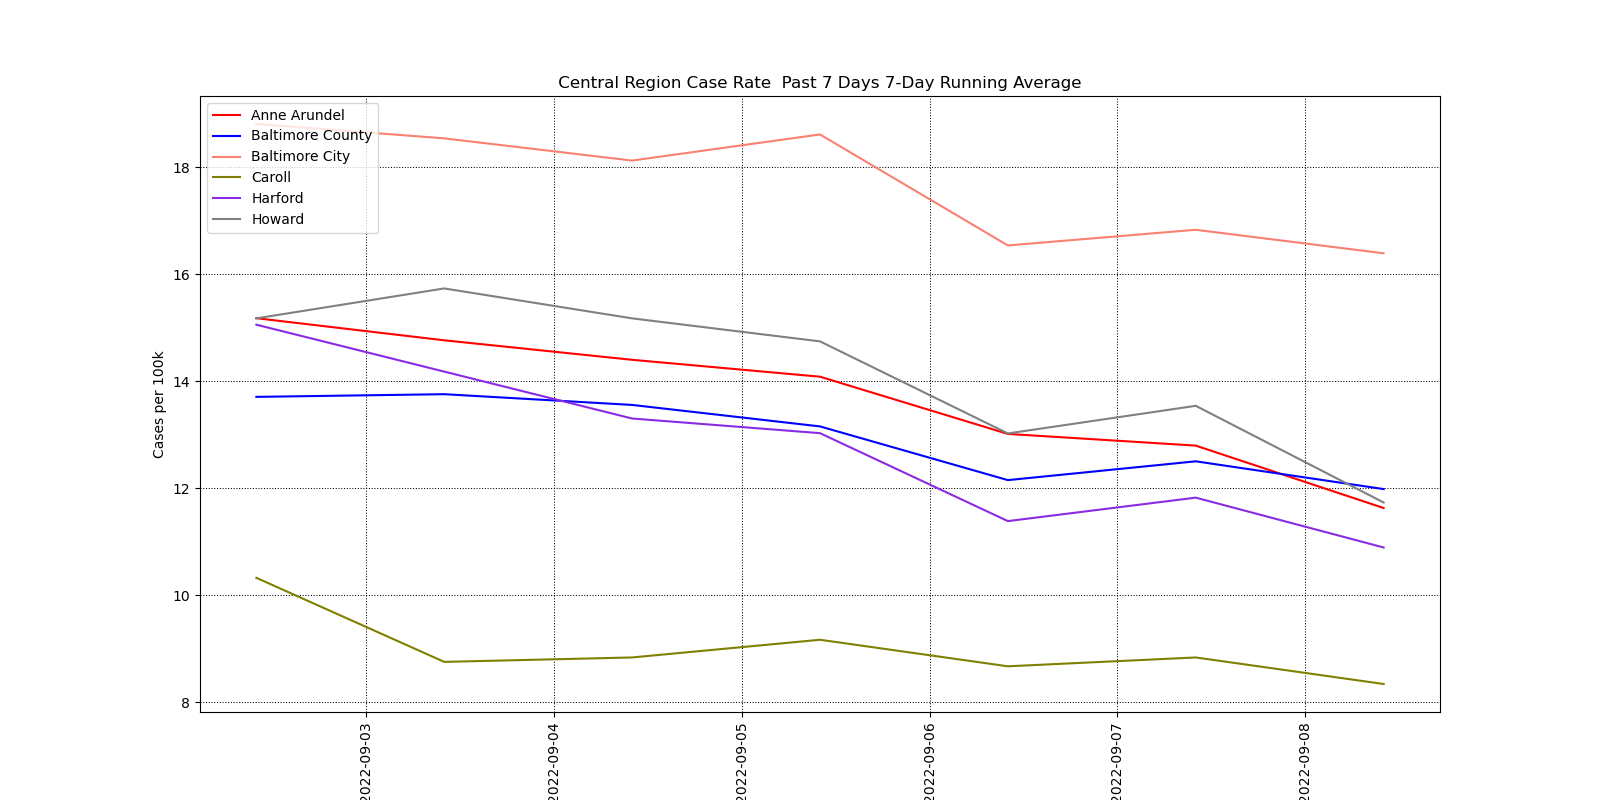 Central Region Case Rate  Past 7 Days 7-Day Running Average
Anne Arundel
Baltimore County
Baltimore City
Caroll
Harford
Howard
Cases per 100k
18
16
14
12
10
8
2022-09-03
2022-09-04
2022-09-05
2022-09-06
2022-09-07
2022-09-08